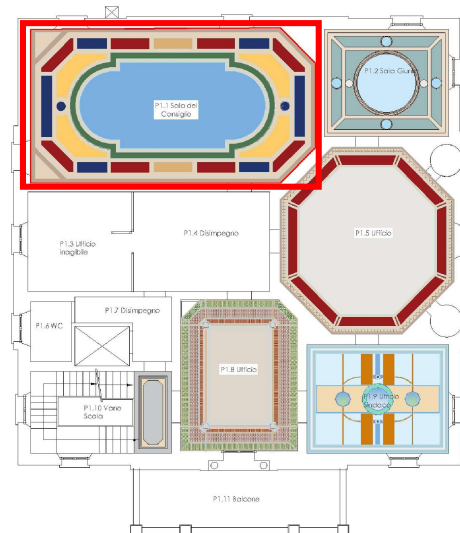 P1.1 Sala del
Consiglio
P1.2 Sala Giunta
P1.3 Ufficio
inagibile
P1.4 Disimpegno
P1.5 Ufficio
P1.7 Disimpegno
P1.6 WC
P1.8 Ufficio
P1.9 Ufficio
Sindaco
P1.10 Vano
Scala
P1.11 Balcone